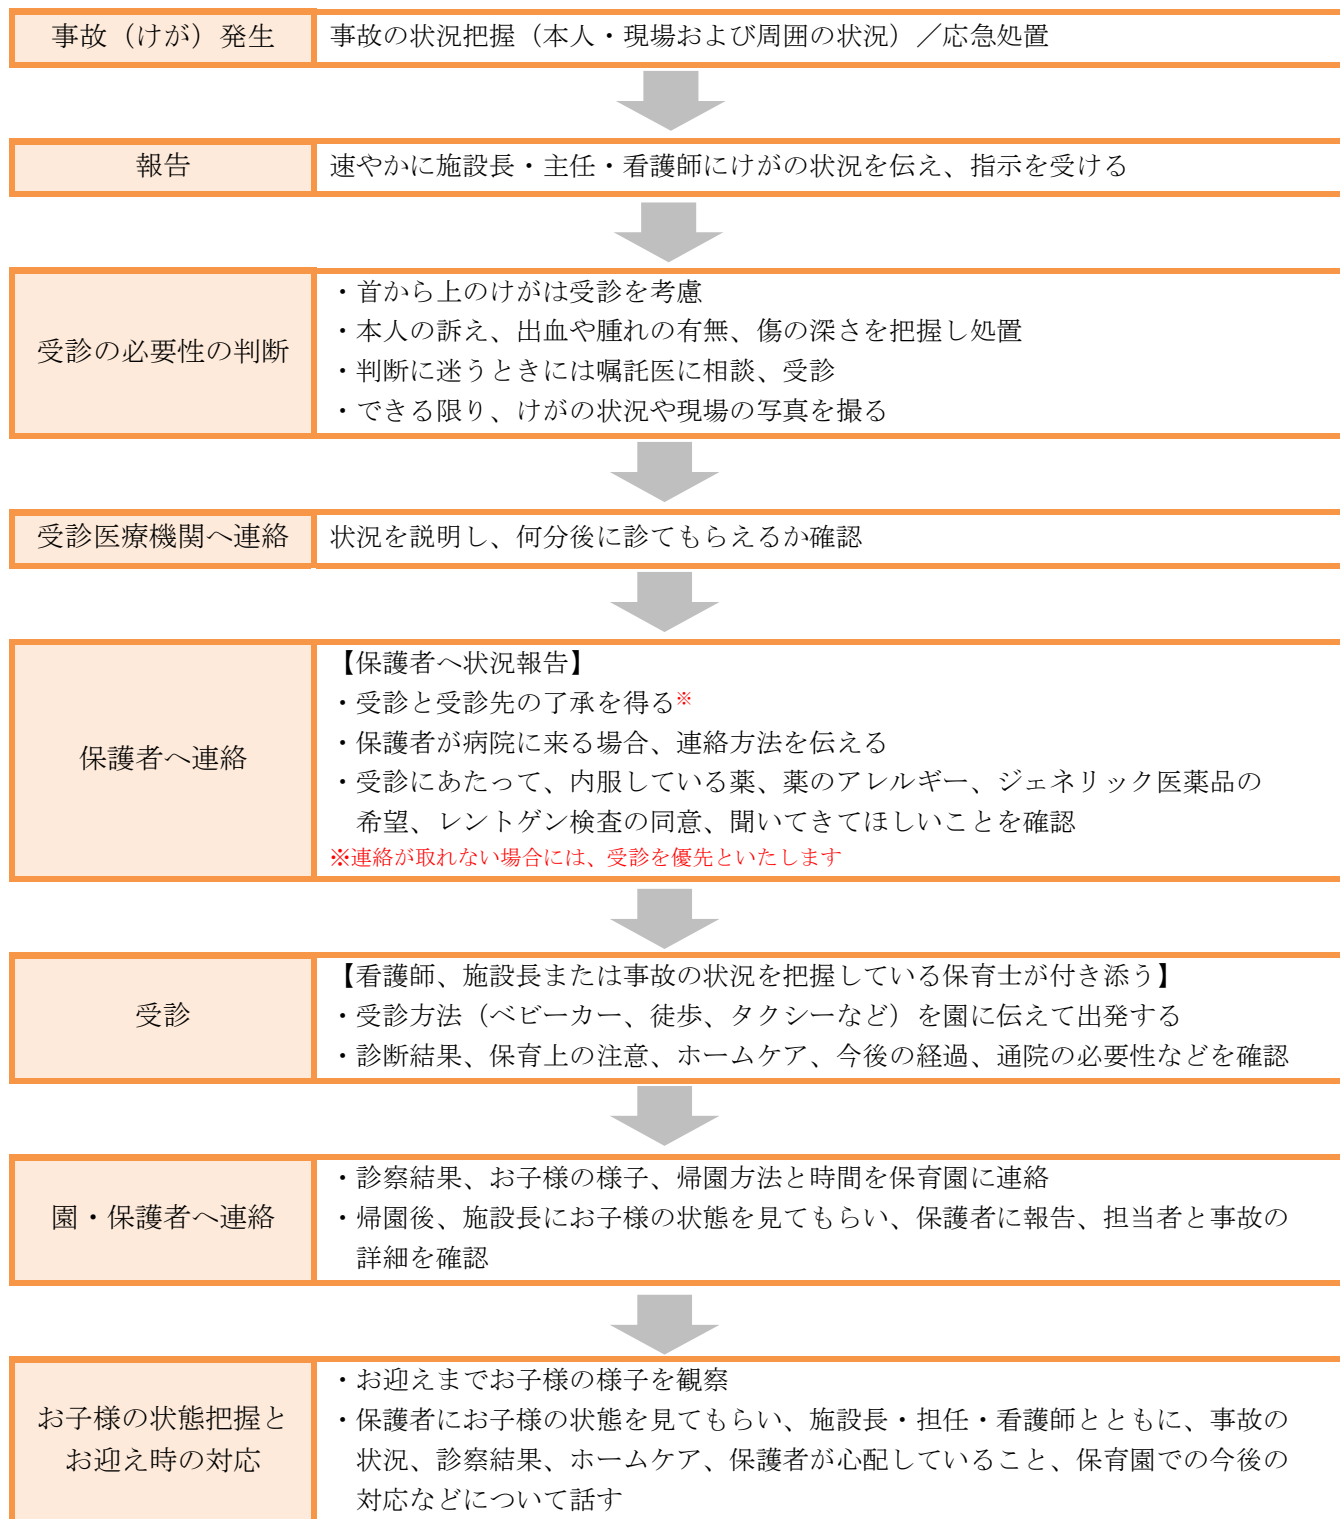 事故（けが）発生
事故の状況把握（本人・現場および周囲の状況）／応急処置
報告
速やかに施設長・主任・看護師にけがの状況を伝え、指示を受ける
受診の必要性の判断
・首から上のけがは受診を考慮
・本人の訴え、出血や腫れの有無、傷の深さを把握し処置
・判断に迷うときには嘱託医に相談、受診
・できる限り、けがの状況や現場の写真を撮る
受診医療機関へ連絡
状況を説明し、何分後に診てもらえるか確認
保護者へ連絡
【保護者へ状況報告】
・受診と受診先の了承を得る※
・保護者が病院に来る場合、連絡方法を伝える
・受診にあたって、内服している薬、薬のアレルギー、ジェネリック医薬品の
希望、レントゲン検査の同意、聞いてきてほしいことを確認
※連絡が取れない場合には、受診を優先といたします
受診
【看護師、施設長または事故の状況を把握している保育士が付き添う】
・受診方法（ベビーカー、徒歩、タクシーなど）を園に伝えて出発する
・診断結果、保育上の注意、ホームケア、今後の経過、通院の必要性などを確認
園・保護者へ連絡
・診察結果、お子様の様子、帰園方法と時間を保育園に連絡
・帰園後、施設長にお子様の状態を見てもらい、保護者に報告、担当者と事故の
詳細を確認
お子様の状態把握と
お迎え時の対応
・お迎えまでお子様の様子を観察
・保護者にお子様の状態を見てもらい、施設長・担任・看護師とともに、事故の
状況、診察結果、ホームケア、保護者が心配していること、保育園での今後の
対応などについて話す